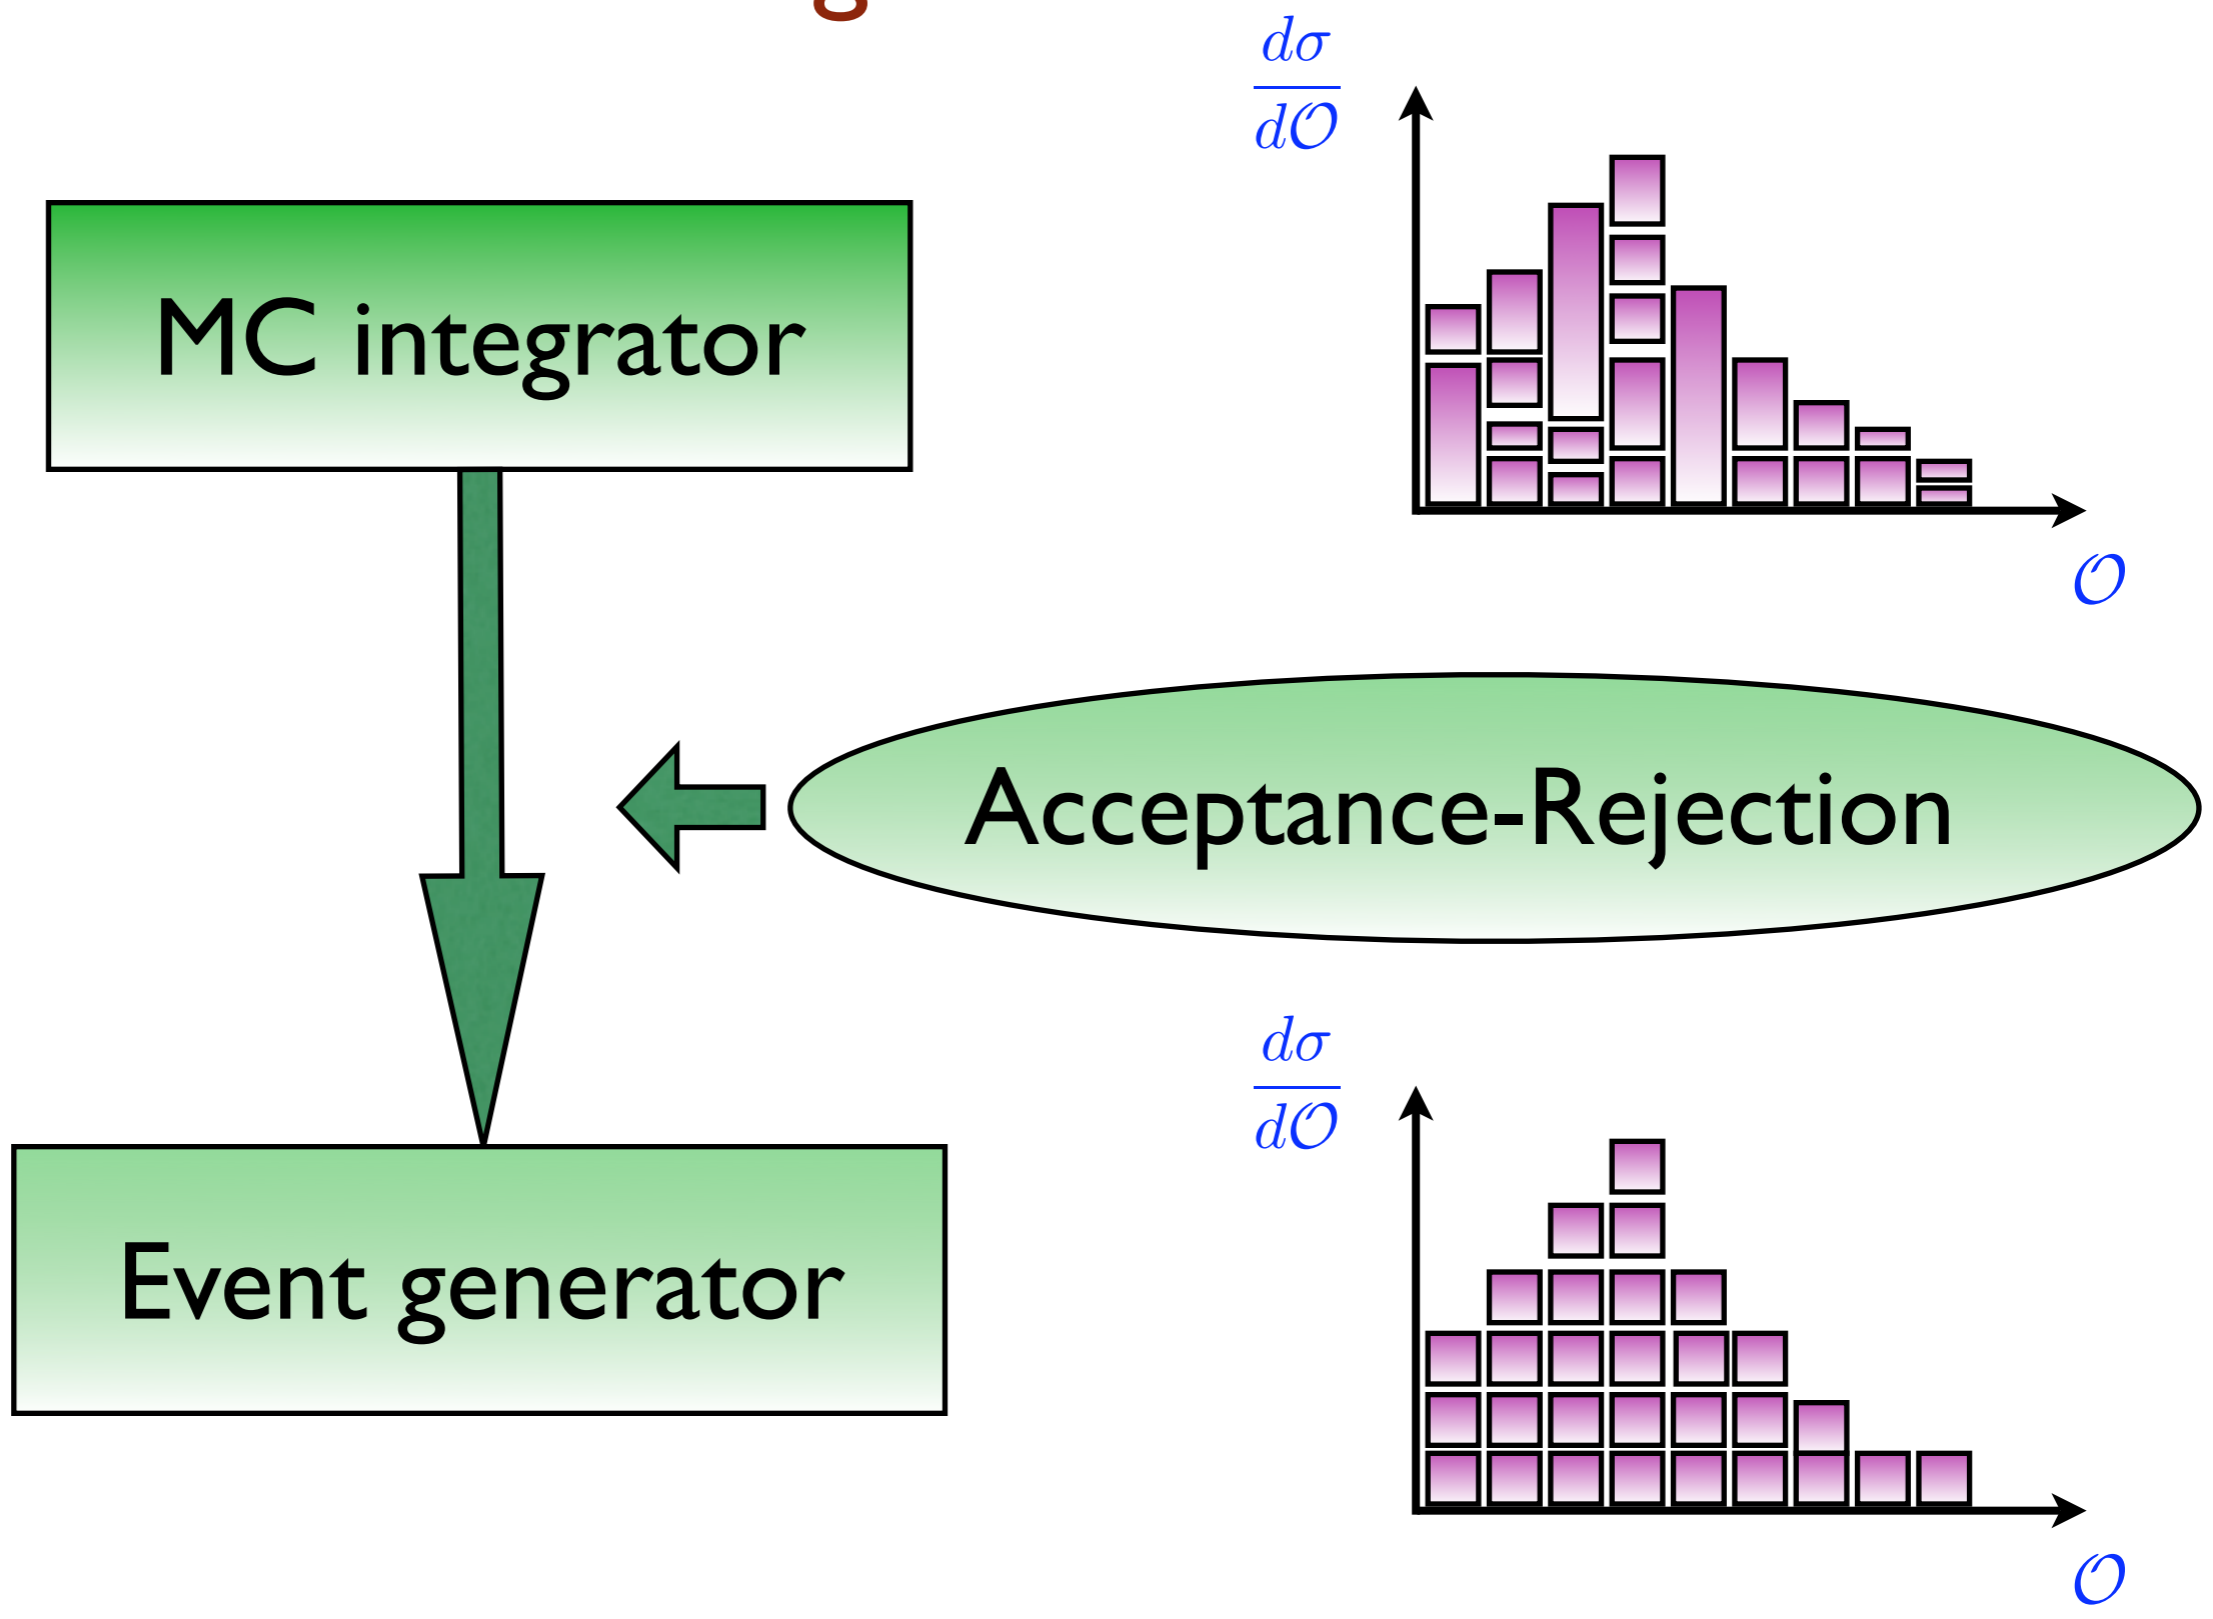 dσ
d𝒪
MC integrator
𝒪
Acceptance-Rejection
dσ
d𝒪
Event generator
𝒪